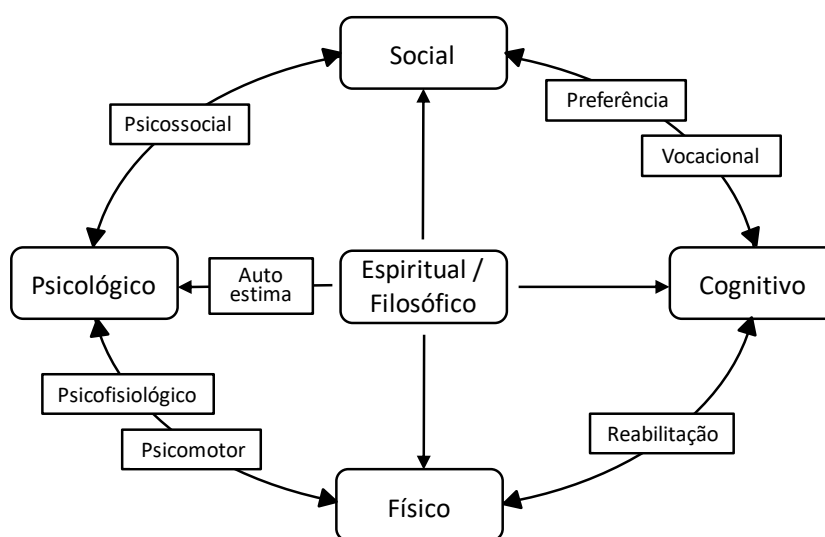 Social
Preferência
Psicossocial
Vocacional
Psicológico
Auto
estima
Espiritual /
Filosófico
Cognitivo
Psicofisiológico
Psicomotor
Reabilitação
Físico